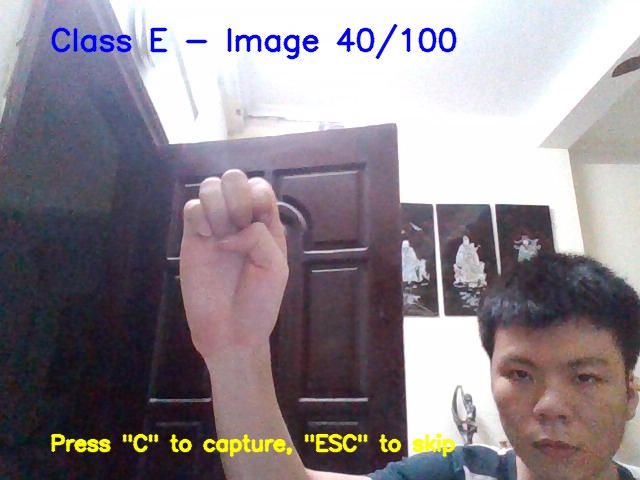 Class E - Image 40/100
Press "C" to capture, "ESC" to skip